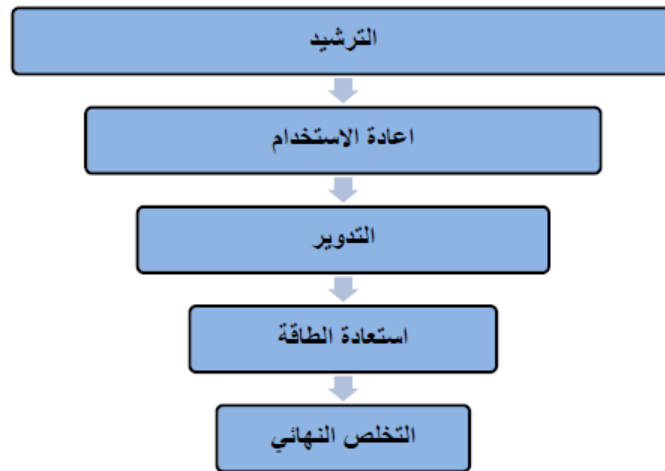 الترشيد
اعادة الاستخدام
التدوير
استعادة الطاقة
التخلص النهائي